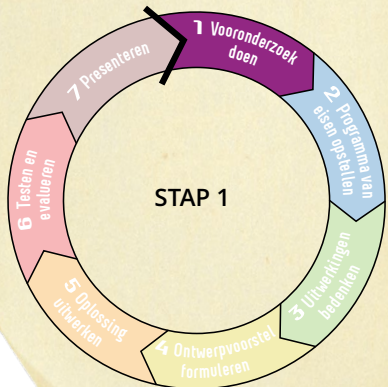 1 Vooronderzoek
doen
2 Programma van
eisen opstellen
3 Uitwerkingen
bedenken
4 Ontwerpvoorstel
formuleren
5 Oplossing
uitwerken
6 Testen en
evalueren
7 Presenteren
STAP 1